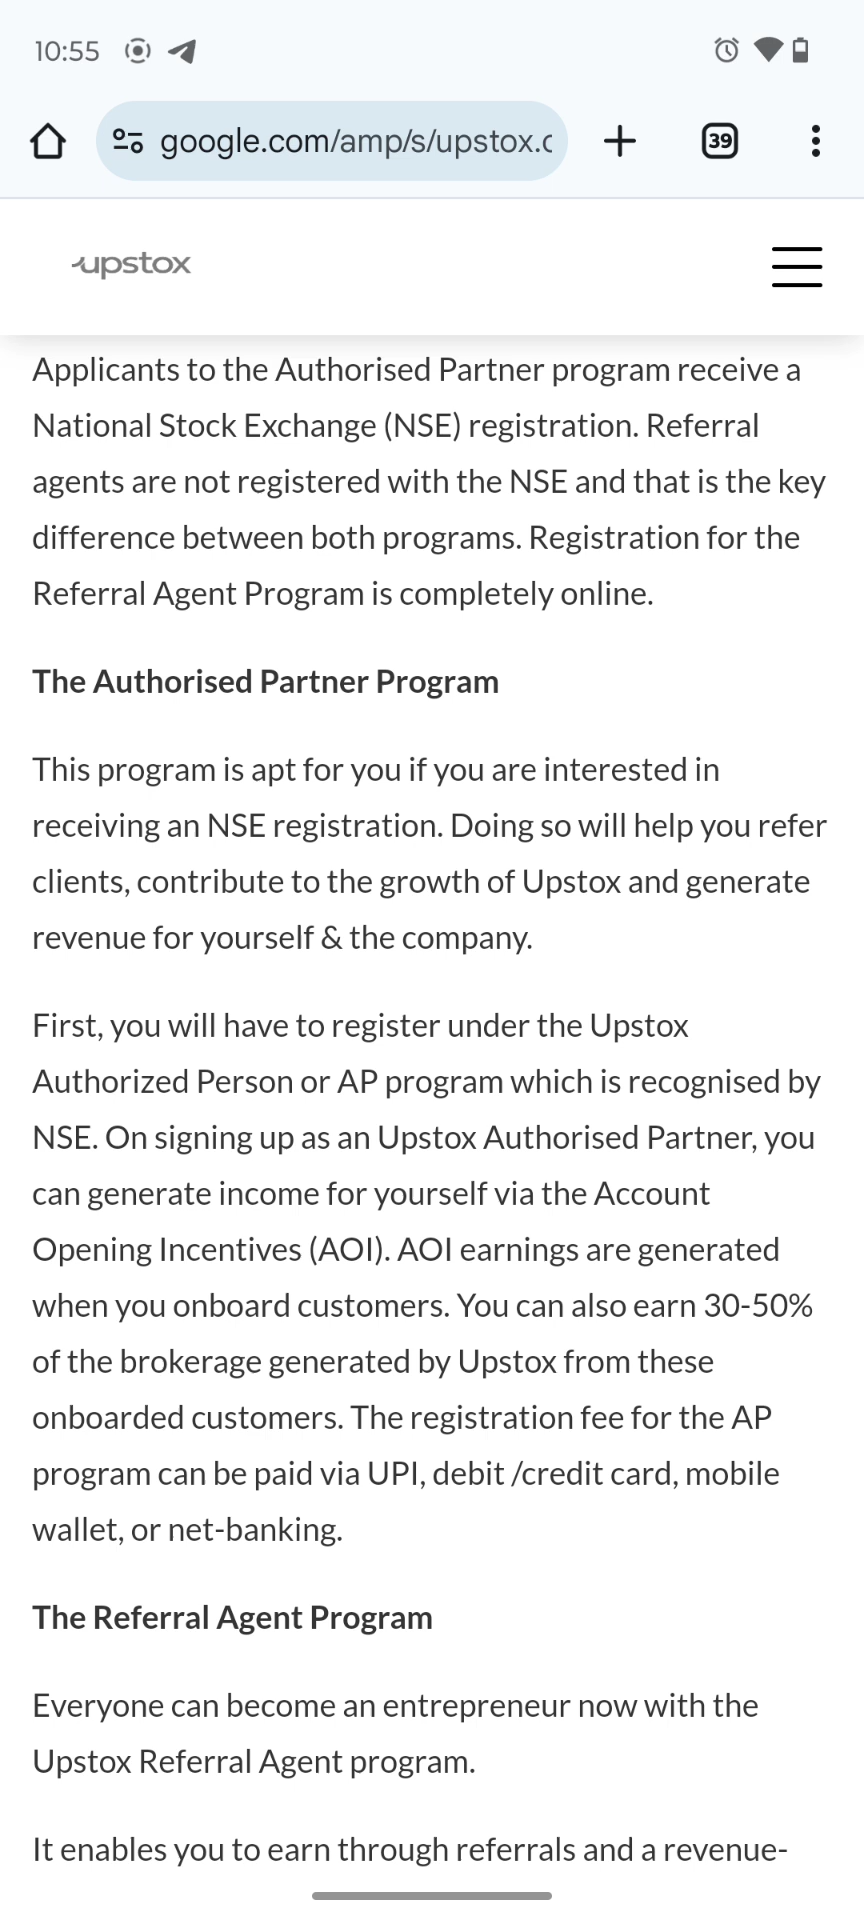 10:55
google.com/amp/s/upstox.c
39
upstox
Applicants to the Authorised Partner program receive a
National Stock Exchange (NSE) registration. Referral
agents are not registered with the NSE and that is the key
difference between both programs. Registration for the
Referral Agent Program is completely online.
The Authorised Partner Program
This program is apt for you if you are interested in
receiving an NSE registration. Doing so will help you refer
clients, contribute to the growth of Upstox and generate
revenue for yourself & the company.
First, you will have to register under the Upstox
Authorized Person or AP program which is recognised by
NSE. On signing up as an Upstox Authorised Partner, you
can generate income for yourself via the Account
Opening Incentives (AOI). AOI earnings are generated
when you onboard customers. You can also earn 30-50%
of the brokerage generated by Upstox from these
onboarded customers. The registration fee for the AP
program can be paid via UPI, debit /credit card, mobile
wallet, or net-banking.
The Referral Agent Program
Everyone can become an entrepreneur now with the
Upstox Referral Agent program.
It enables you to earn through referrals and a revenue-